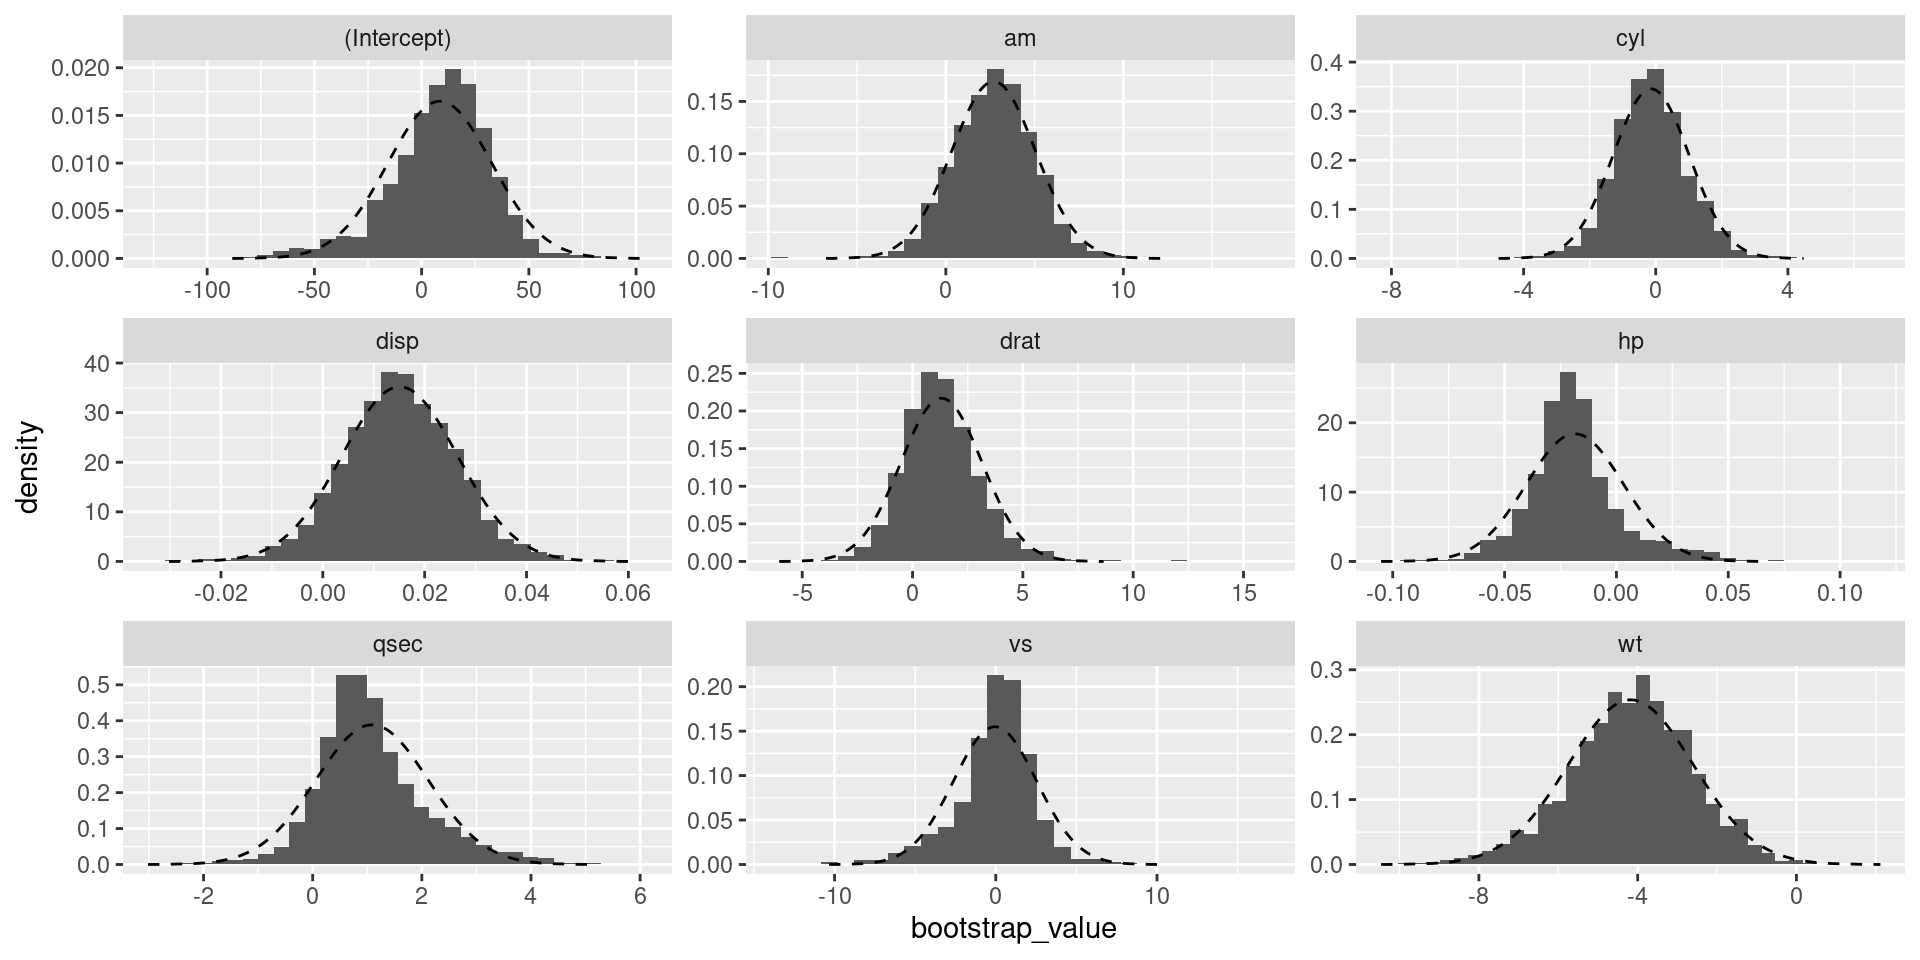 (Intercept)
0.020
0.015
0.010
0.005
0.000
-100 -50 0 50 100
am
0.15
0.10
0.05
0.00
-10 0 10
cyl
0.4
0.3
0.2
0.1
0.0
-8 -4 0 4
disp
40
30
20
10
0
-0.02 0.00 0.02 0.04 0.06
drat
0.25
0.20
0.15
0.10
0.05
0.00
-5 0 5 10 15
hp
20
10
0
-0.10 -0.05 0.00 0.05 0.10
qsec
0.5
0.4
0.3
0.2
0.1
0.0
-2 0 2 4 6
vs
0.20
0.15
0.10
0.05
0.00
-10 0 10
wt
0.3
0.2
0.1
0.0
-8 -4 0
density
bootstrap_value